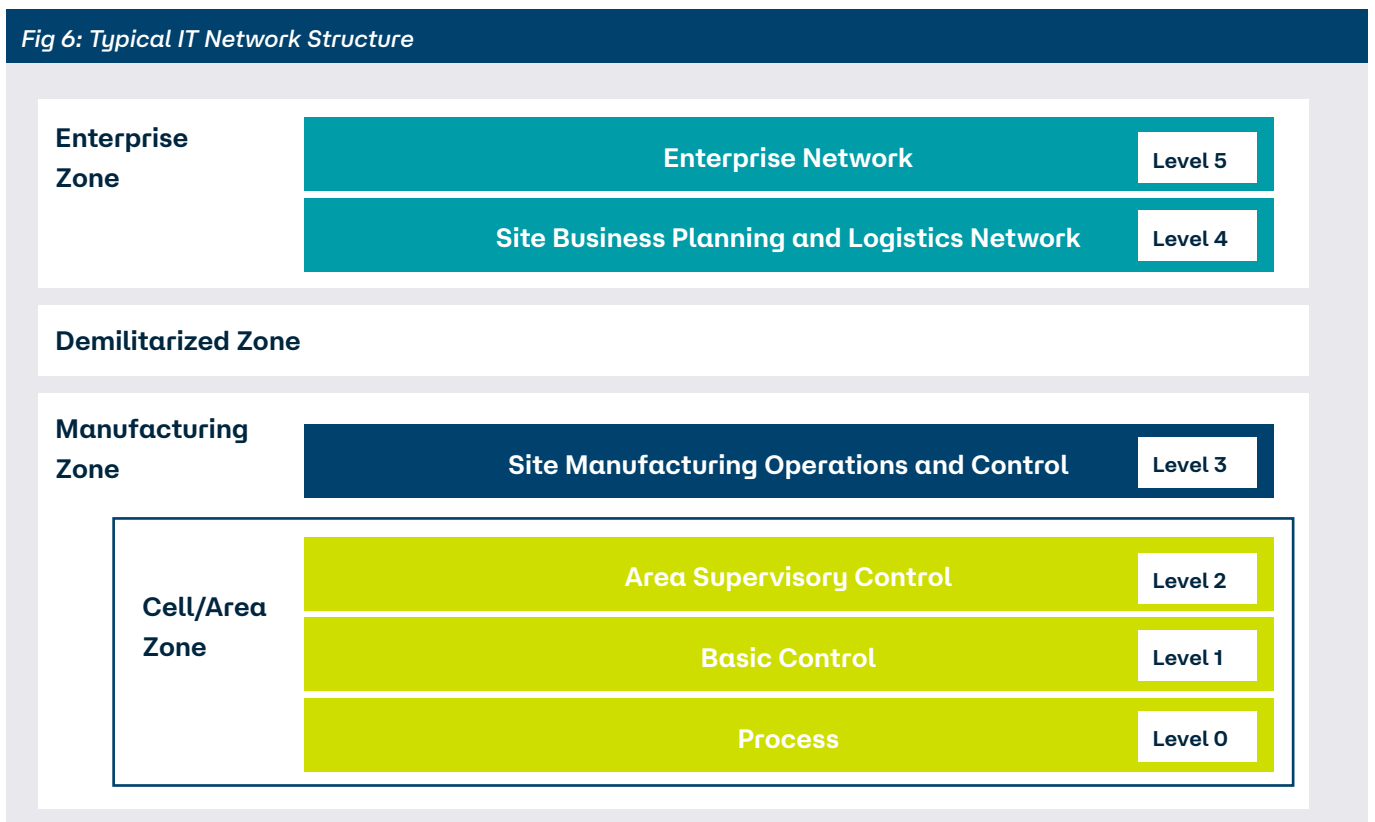 Fig 6: Typical IT Network Structure
Enterprise
Zone
Enterprise Network
Level 5
Site Business Planning and Logistics Network
Level 4
Demilitarized Zone
Manufacturing
Zone
Site Manufacturing Operations and Control
Level 3
Cell/Area
Zone
Area Supervisory Control
Level 2
Basic Control
Level 1
Process
Level 0